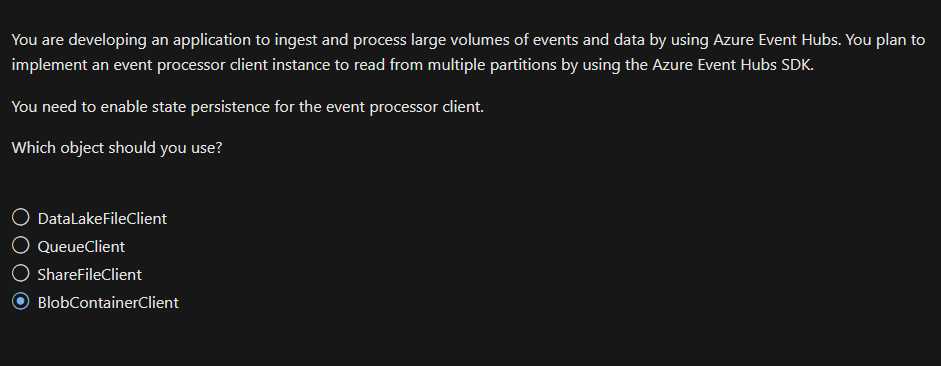 You are developing an application to ingest and process large volumes of events and data by using Azure Event Hubs. You plan to
implement an event processor client instance to read from multiple partitions by using the Azure Event Hubs SDK.
You need to enable state persistence for the event processor client.
Which object should you use?
DataLakeFileClient
QueueClient
ShareFileClient
BlobContainerClient